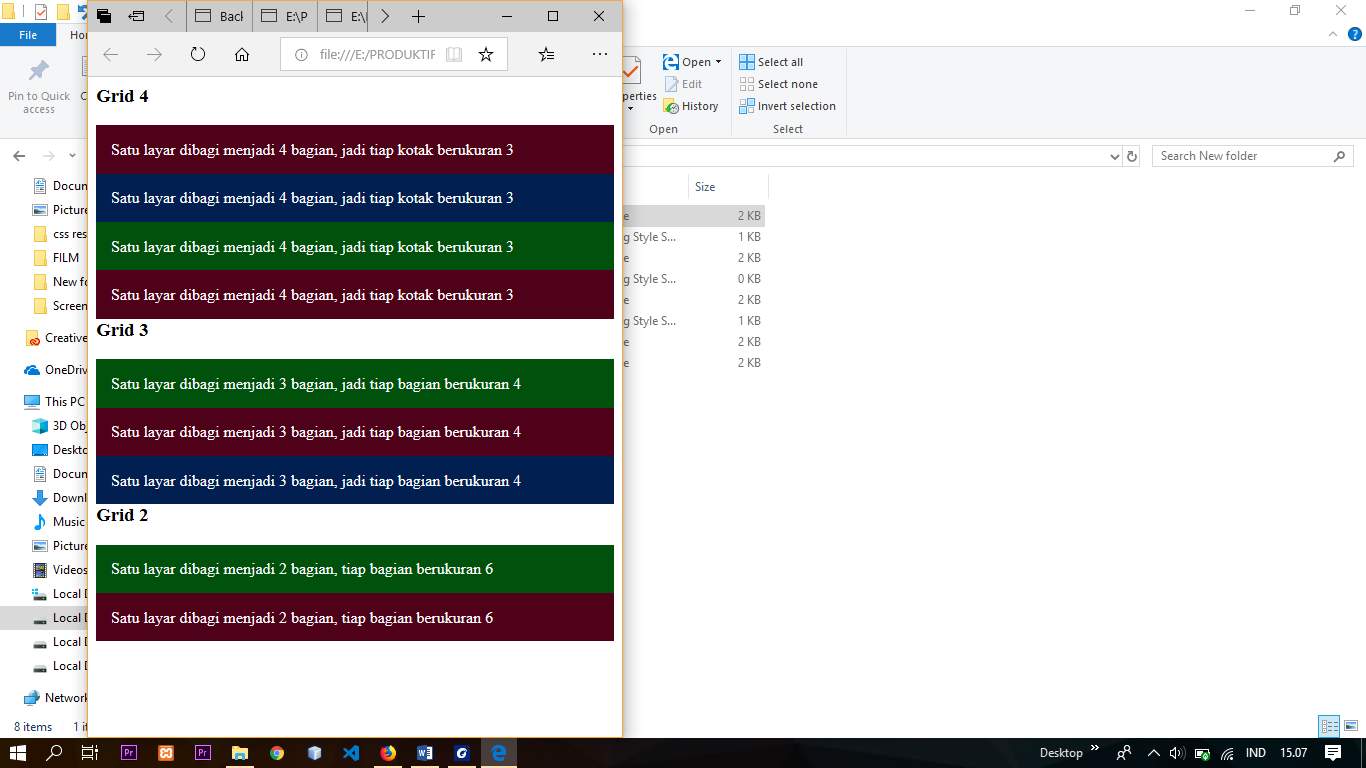 Back
E:\P
E:\
file:///E:/PRODUKTIF
File
Pin to Quick
access
Open
Edit
History
Select all
Select none
Invert selection
Open
Select
Search New folder
Size
2 KB
g Style S...
1 KB
2 KB
g Style S...
0 KB
2 KB
g Style S...
1 KB
2 KB
2 KB
Grid 4
Satu layar dibagi menjadi 4 bagian, jadi tiap kotak berukuran 3
Satu layar dibagi menjadi 4 bagian, jadi tiap kotak berukuran 3
Satu layar dibagi menjadi 4 bagian, jadi tiap kotak berukuran 3
Satu layar dibagi menjadi 4 bagian, jadi tiap kotak berukuran 3
Grid 3
Satu layar dibagi menjadi 3 bagian, jadi tiap bagian berukuran 4
Satu layar dibagi menjadi 3 bagian, jadi tiap bagian berukuran 4
Satu layar dibagi menjadi 3 bagian, jadi tiap bagian berukuran 4
Grid 2
Satu layar dibagi menjadi 2 bagian, tiap bagian berukuran 6
Satu layar dibagi menjadi 2 bagian, tiap bagian berukuran 6
Docun
Picture
css res
FILM
New fo
Screen
Creative
OneDriv
This PC
3D Obj
Deskto
Docun
Downl
Music
Picture
Videos
Local D
Local D
Local D
Local D
Network
8 items
Pr
Pr
Desktop
IND
15.07